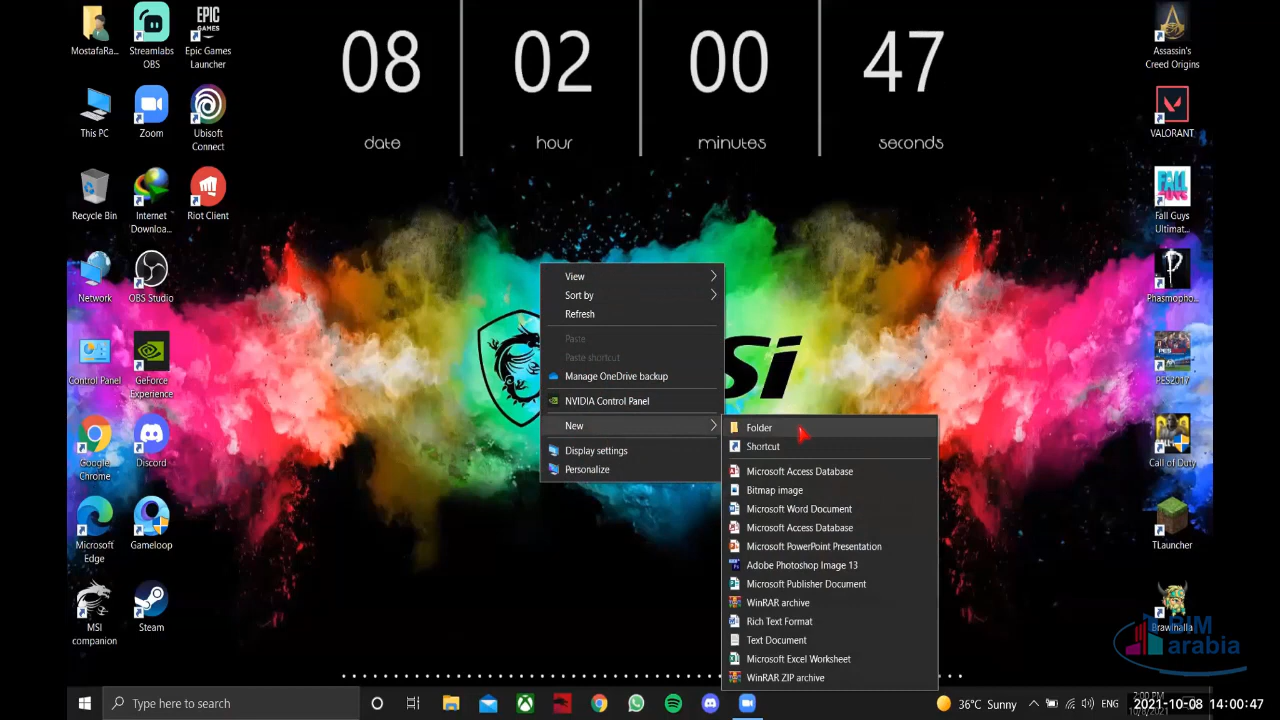 MostafaRa...
Streamlabs
OBS
Epic Games
Launcher
EPIC
GAMES
This PC
Zoom
Ubisoft
Connect
Recycle Bin
Internet
Downloa...
Riot Client
Network
OBS Studio
Control Panel
GeForce
Experience
Google
Chrome
Discord
Microsoft
Edge
Gameloop
MSI
companion
Steam
08
02
00
47
date
hour
minutes
seconds
View
Sort by
Refresh
Paste
Paste shortcut
Manage OneDrive backup
NVIDIA Control Panel
New
Display settings
Personalize
Folder
Shortcut
Microsoft Access Database
Bitmap image
Microsoft Word Document
Microsoft Access Database
Microsoft PowerPoint Presentation
Adobe Photoshop Image 13
Microsoft Publisher Document
WinRAR archive
Rich Text Format
Text Document
Microsoft Excel Worksheet
WinRAR ZIP archive
Assassin's
Creed Origins
VALORANT
FALL
Fall Guys
Ultimat...
Phasmopho...
PES2017
Call of Duty
TLauncher
Brawlhalla
BIM
arabia
Type here to search
36°C Sunny
ENG
2:00 PM
2021-10-08 14:00:47